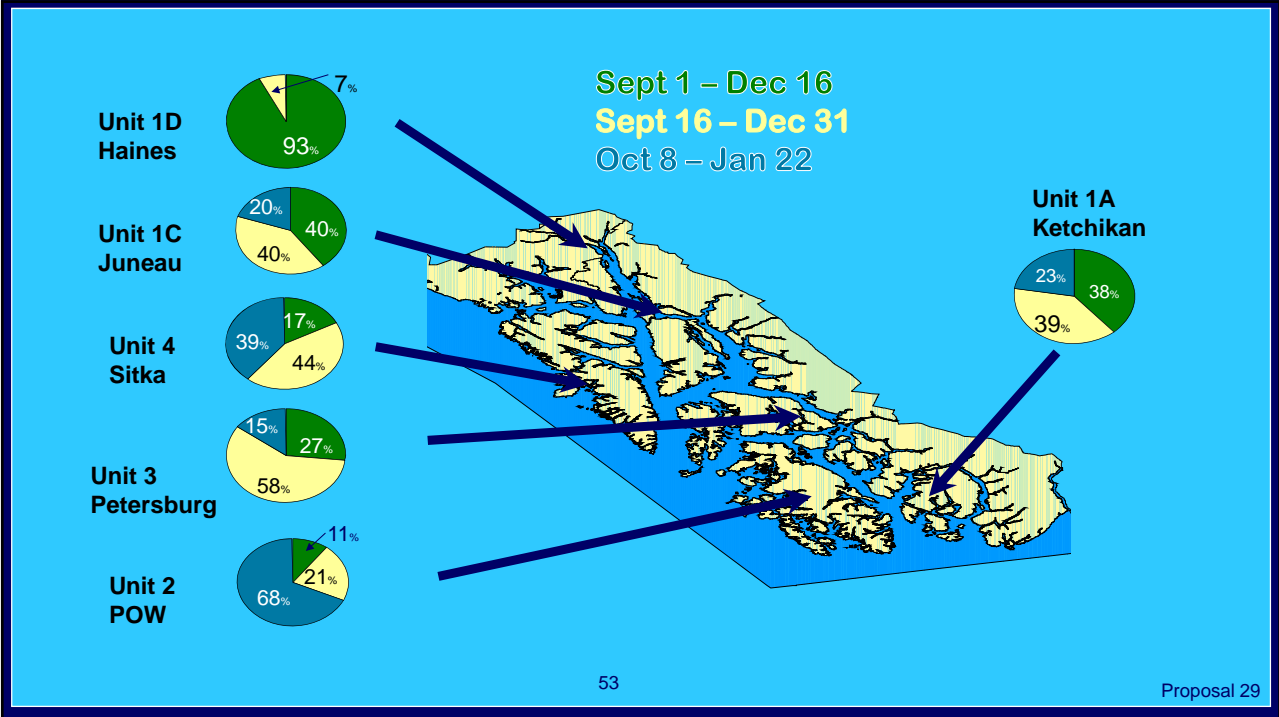 Sept 1 – Dec 16
Sept 16 – Dec 31
Oct 8 – Jan 22
Unit 1D
Haines
7%
93%
Unit 1C
Juneau
20%
40%
40%
Unit 4
Sitka
17%
39%
44%
Unit 3
Petersburg
15%
27%
58%
Unit 2
POW
11%
21%
68%
Unit 1A
Ketchikan
23%
38%
39%
53
Proposal 29